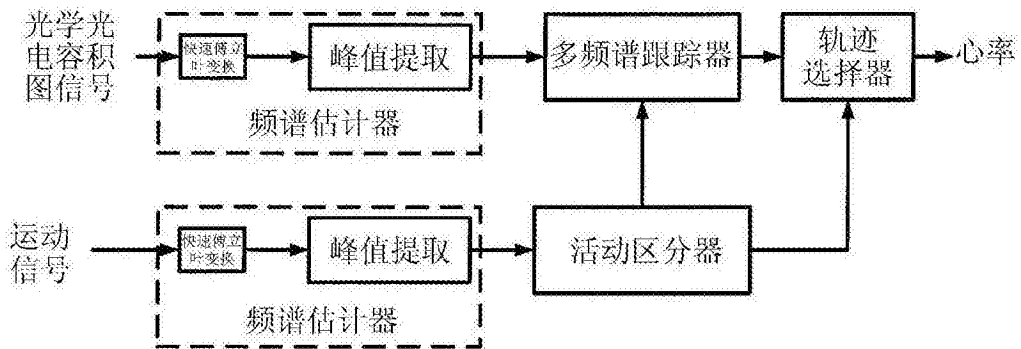 光学光
电容积
图信号
快速傅立
叶变换
峰值提取
频谱估计器
多频谱跟踪器
轨迹
选择器
心率
运动
信号
快速傅立
叶变换
峰值提取
频谱估计器
活动区分器